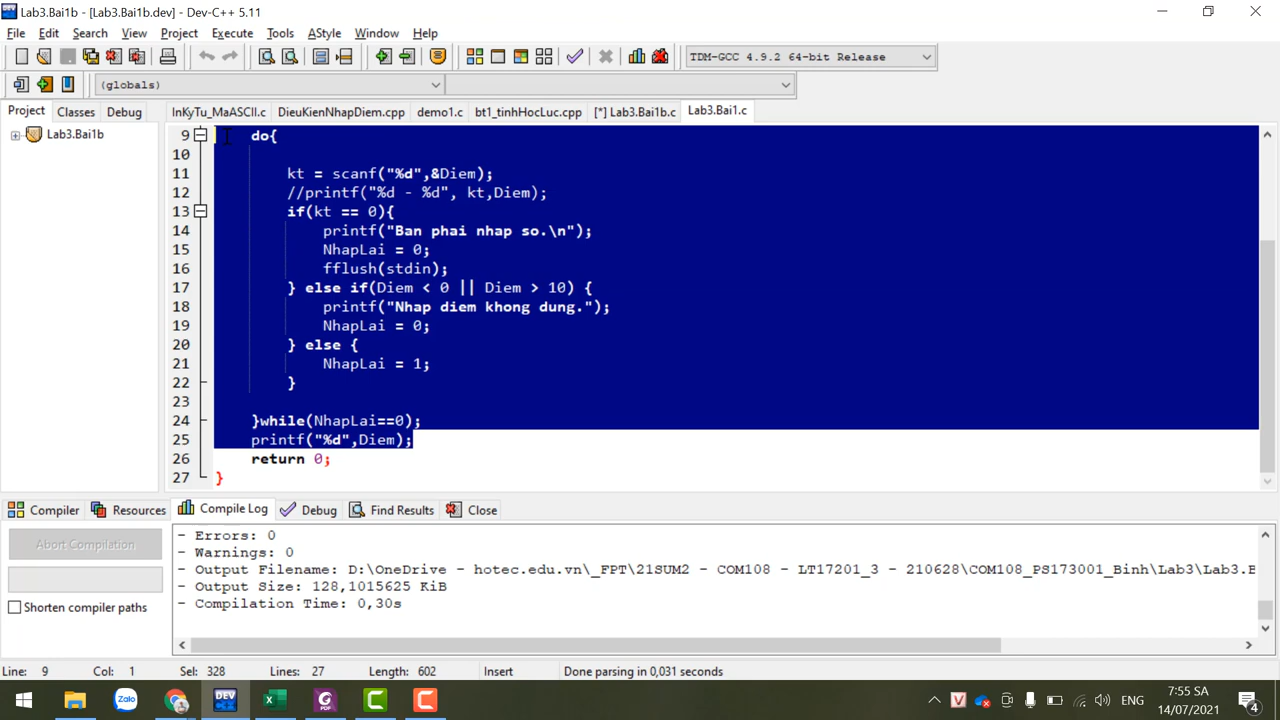 Lab3.Bai1b - [Lab3.Bai1b.dev] - Dev-C++ 5.11
File Edit Search View Project Execute Tools AStyle Window Help
TDM-GCC 4.9.2 64-bit Release
(globals)
Project Classes Debug InKyTu_MaASCII.c DieuKienNhapDiem.cpp demo1.c bt1_tinhHocLuc.cpp [*] Lab3.Bai1b.c Lab3.Bai1.c
Lab3.Bai1b
9 do{
10
11 kt = scanf("%d",&Diem);
12 //printf("%d - %d", kt,Diem);
13 if(kt == 0){
14 printf("Ban phai nhap so.\n");
15 NhapLai = 0;
16 fflush(stdin);
17 } else if(Diem < 0 || Diem > 10) {
18 printf("Nhap diem khong dung.");
19 NhapLai = 0;
20 } else {
21 NhapLai = 1;
22 }
23
24 }while(NhapLai==0);
25 printf("%d",Diem);
26 return 0;
27 }
Compiler Resources Compile Log Debug Find Results Close
Abort Compilation
Shorten compiler paths
- Errors: 0
- Warnings: 0
- Output Filename: D:\OneDrive - hotec.edu.vn\_FPT\21SUM2 - COM108 - LT17201_3 - 210628\COM108_PS173001_Binh\Lab3\Lab3.B
- Output Size: 128,1015625 KiB
- Compilation Time: 0,30s
Line: 9 Col: 1 Sel: 328 Lines: 27 Length: 602 Insert Done parsing in 0,031 seconds
DEV
Zalo
PDF
ENG
7:55 SA
14/07/2021
4